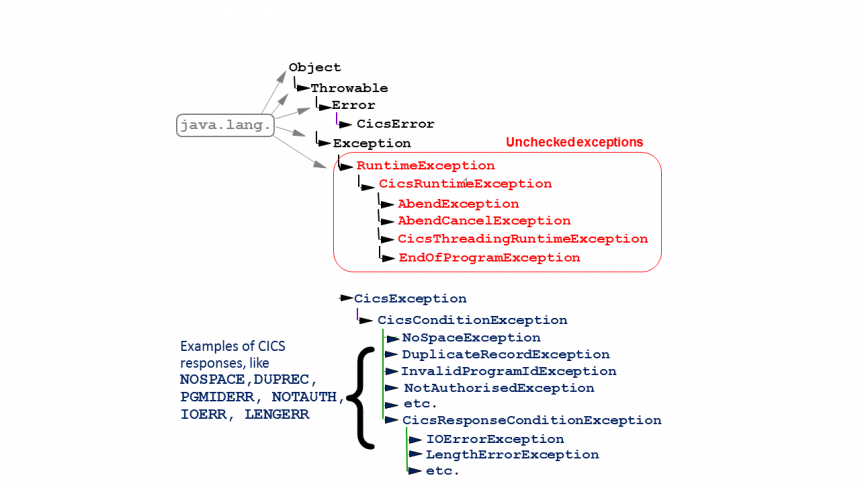 Object
Throwable
Error
java.lang.
CicsError
Exception
Unchecked exceptions
RuntimeException
CicsRuntimeException
AbendException
AbendCancelException
CicsThreadingRuntimeException
EndOfProgramException
CicsException
CicsConditionException
NoSpaceException
DuplicateRecordException
InvalidProgramIdException
NotAuthorisedException
etc.
CicsResponseConditionException
IOErrorException
LengthErrorException
etc.
Examples of CICS
responses, like
NOSPACE,DUPREC,
PGMIDERR, NOTAUTH,
IOERR, LENGERR